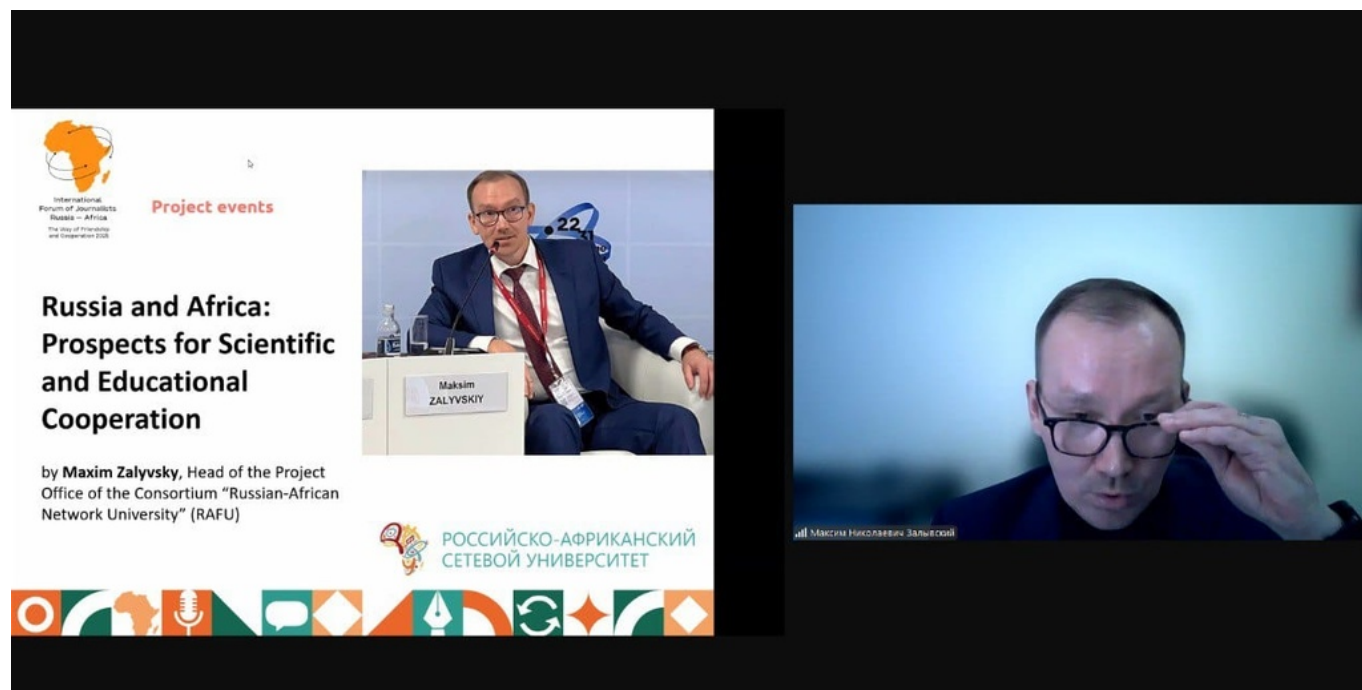 International
Forum of Journalists
Russia – Africa
The Way of Friendship
and Cooperation 2025
Project events
Russia and Africa:
Prospects for Scientific
and Educational
Cooperation
by Maxim Zalyvsky, Head of the Project
Office of the Consortium “Russian-African
Network University” (RAFU)
22
Maksim
ZALYVSKIY
РОССИЙСКО-АФРИКАНСКИЙ
СЕТЕВОЙ УНИВЕРСИТЕТ
Максим Николаевич Залывский